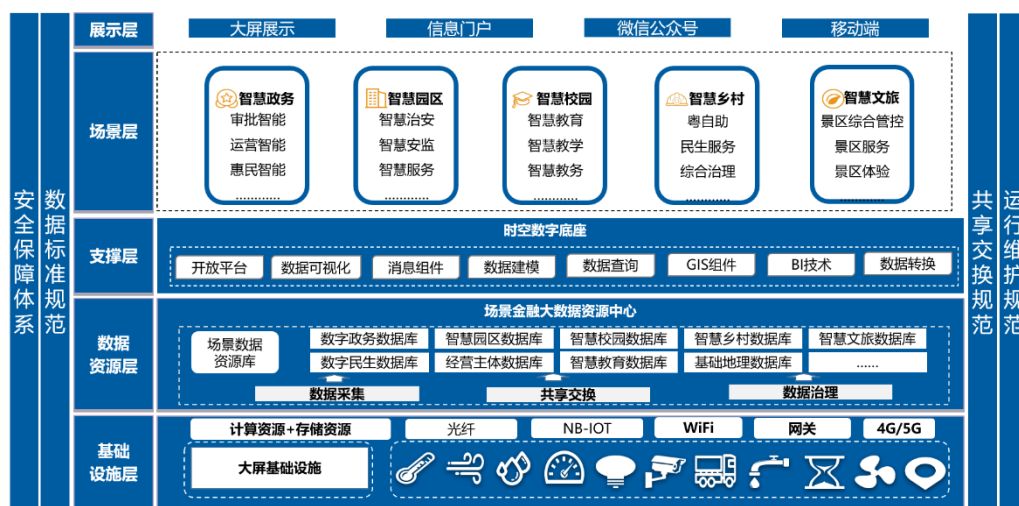 展示层
大屏展示
信息门户
微信公众号
移动端
场景层
智慧政务
审批智能
运营智能
惠民智能
............
智慧园区
智慧治安
智慧安监
智慧服务
............
智慧校园
智慧教育
智慧教学
智慧教务
............
智慧乡村
粤自助
民生服务
综合治理
............
智慧文旅
景区综合管控
景区服务
景区体验
............
支撑层
时空数字底座
开放平台
数据可视化
消息组件
数据建模
数据查询
GIS组件
BI技术
数据转换
数据
资源层
场景金融大数据资源中心
场景数据
资源库
数字政务数据库
智慧园区数据库
智慧校园数据库
智慧乡村数据库
智慧文旅数据库
数字民生数据库
经营主体数据库
智慧教育数据库
基础地理数据库
......
数据采集
共享交换
数据治理
基础
设施层
计算资源+存储资源
光纤
NB-IOT
WiFi
网关
4G/5G
大屏基础设施
安全保障体系
数据标准规范
共享交换规范
运行维护规范